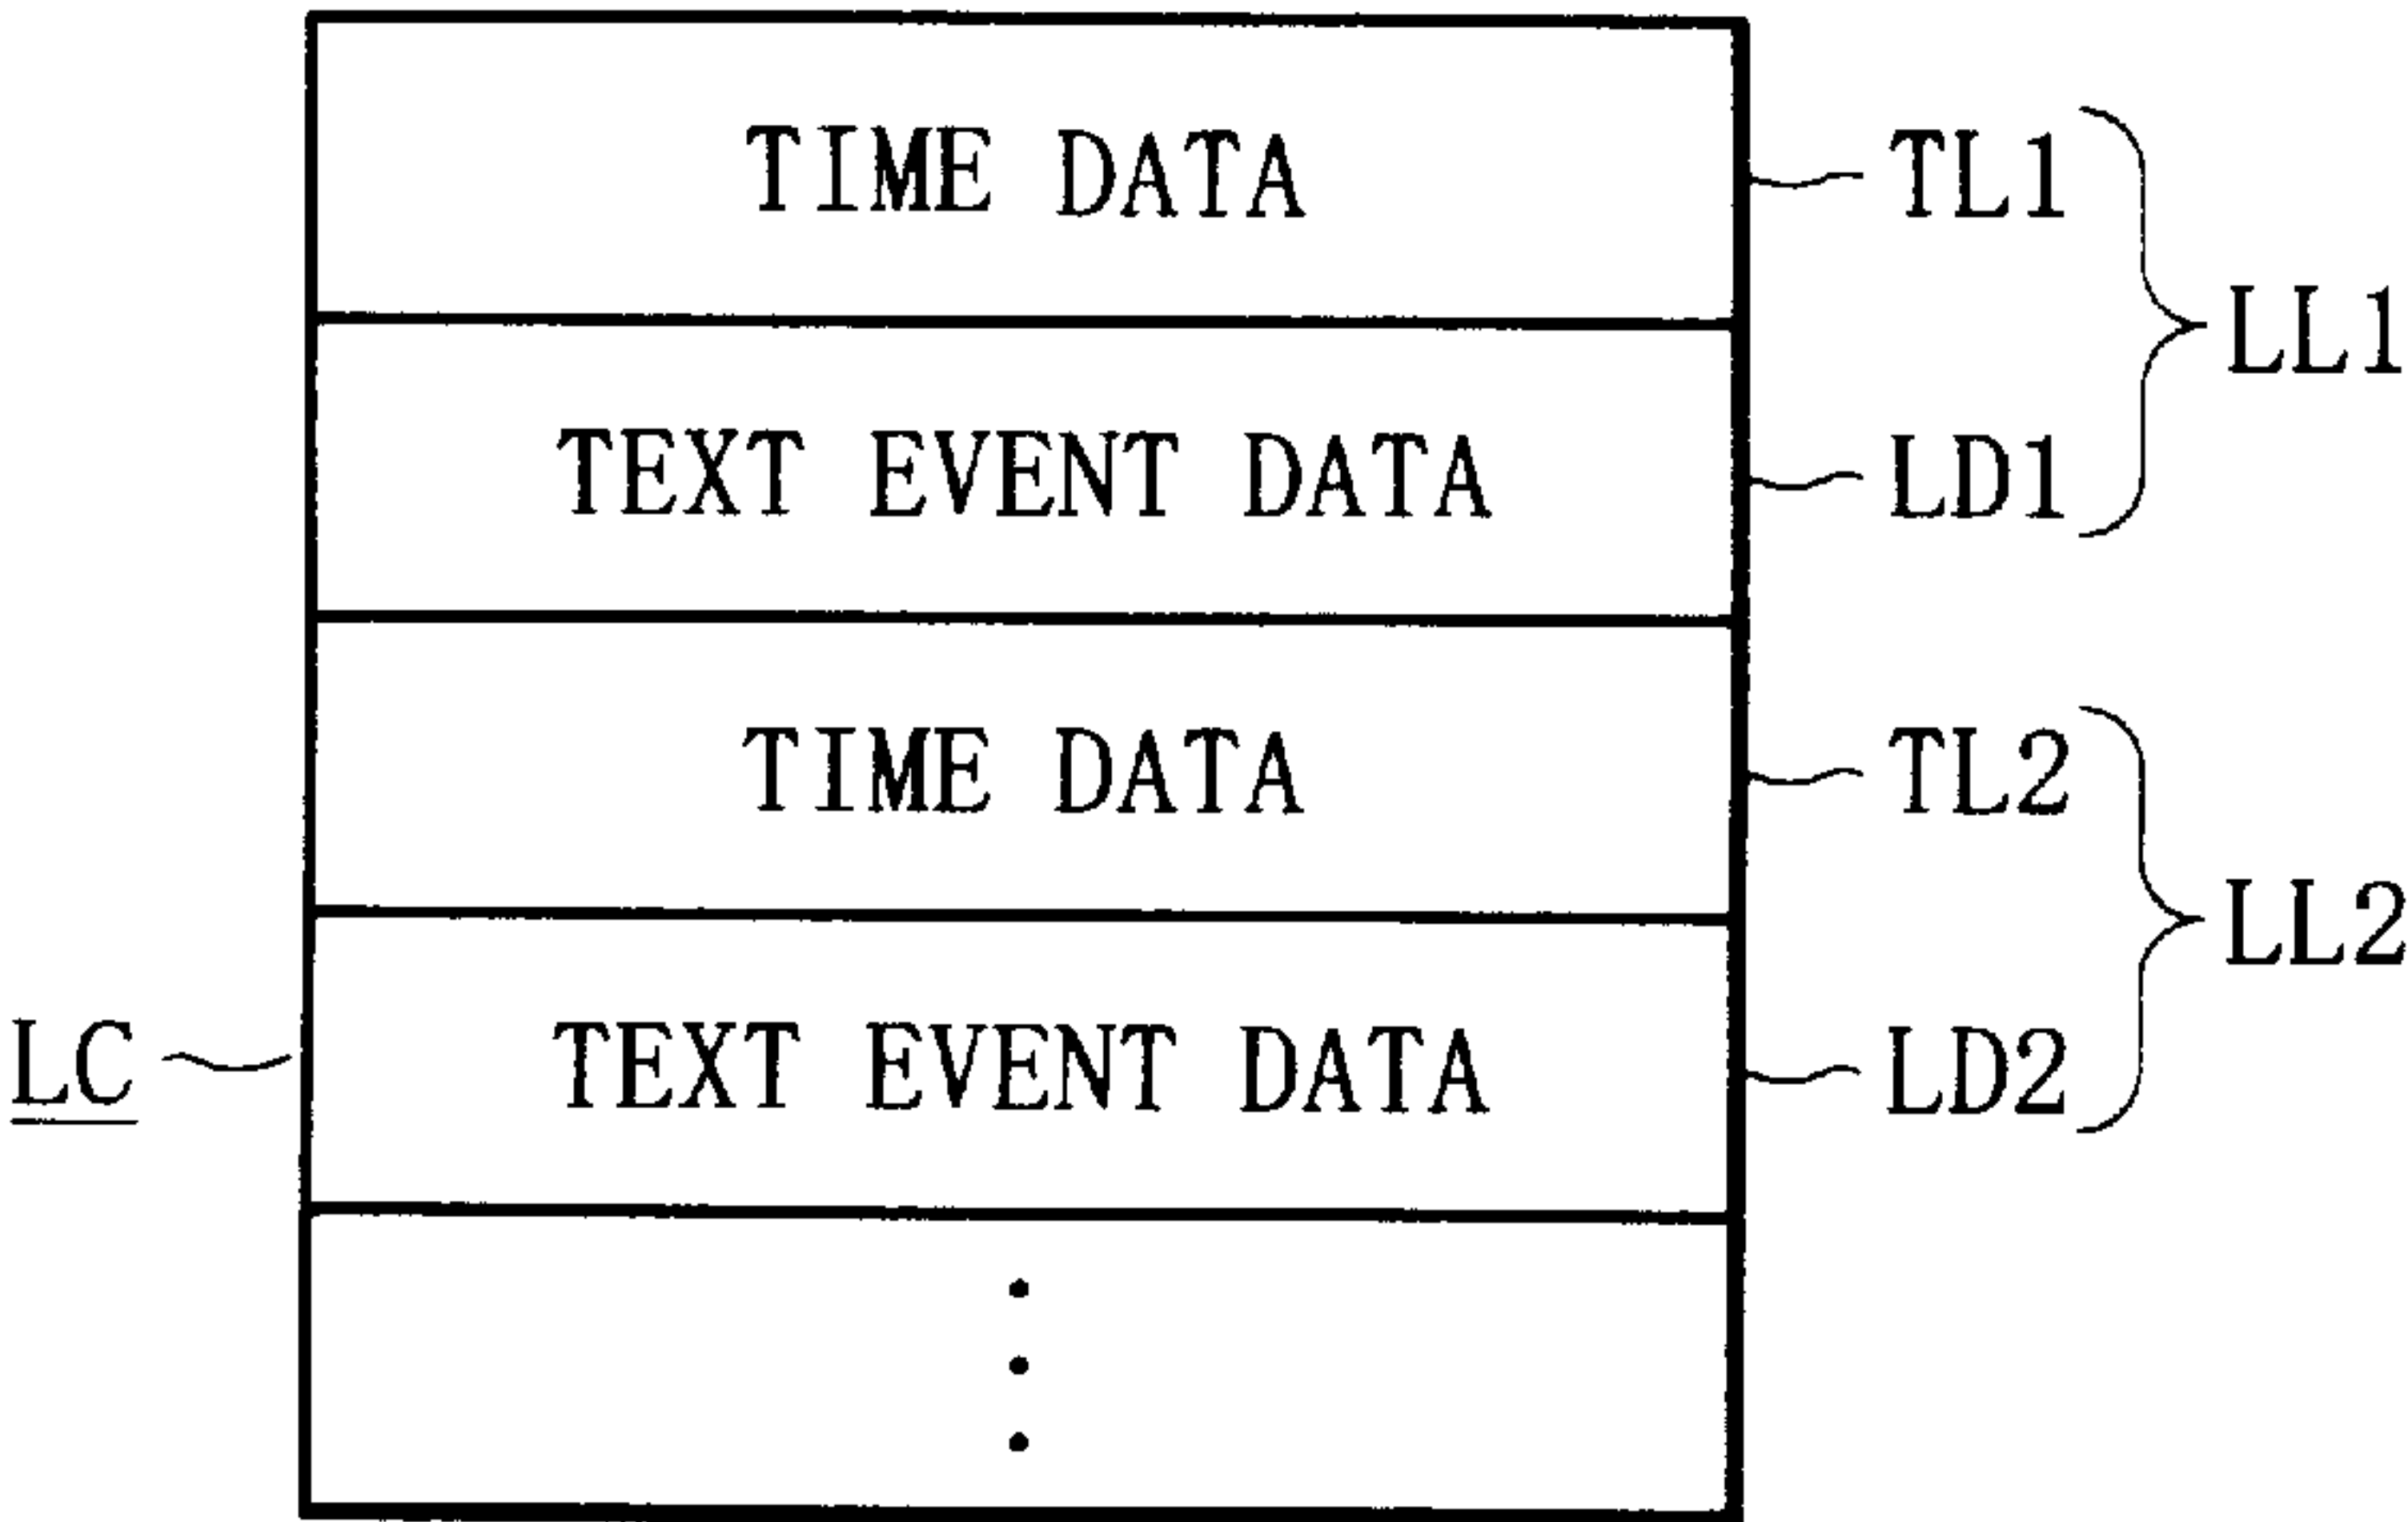 TIME DATA TL1
LL1
TEXT EVENT DATA LD1
TIME DATA TL2
LL2
LC TEXT EVENT DATA LD2